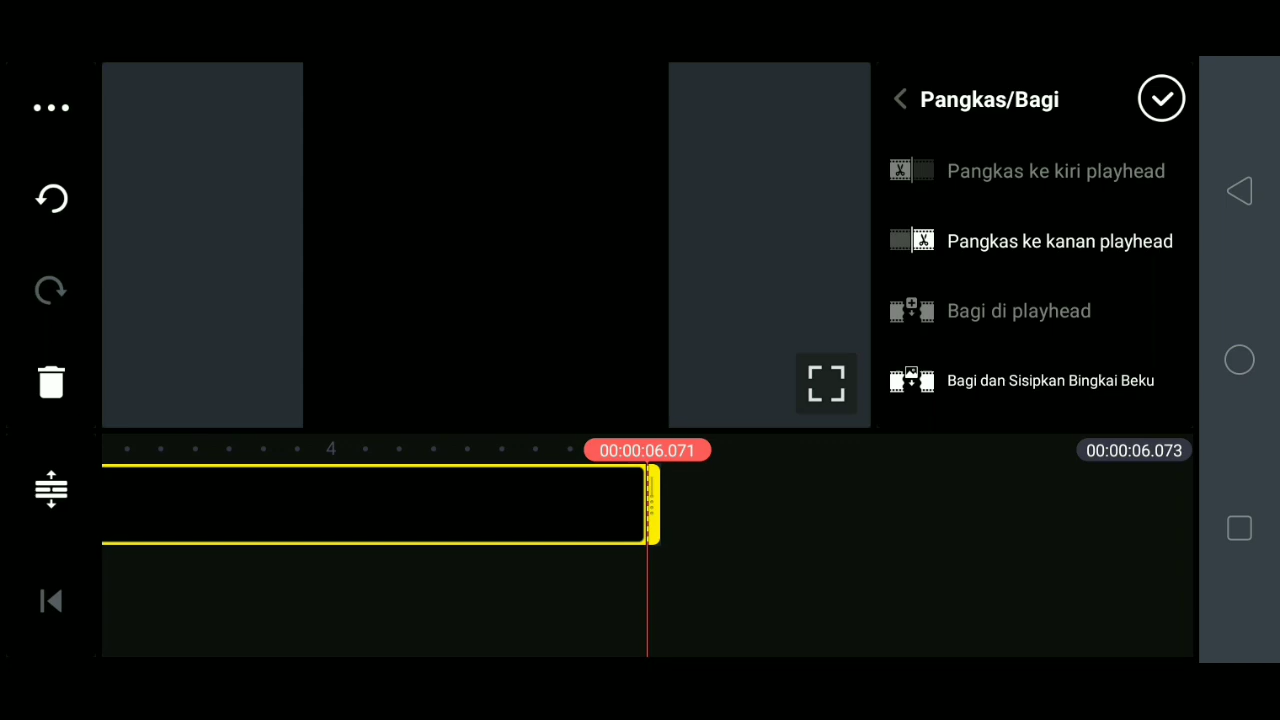 Pangkas/Bagi
Pangkas ke kiri playhead
Pangkas ke kanan playhead
Bagi di playhead
Bagi dan Sisipkan Bingkai Beku
4
00:00:06.071
00:00:06.073